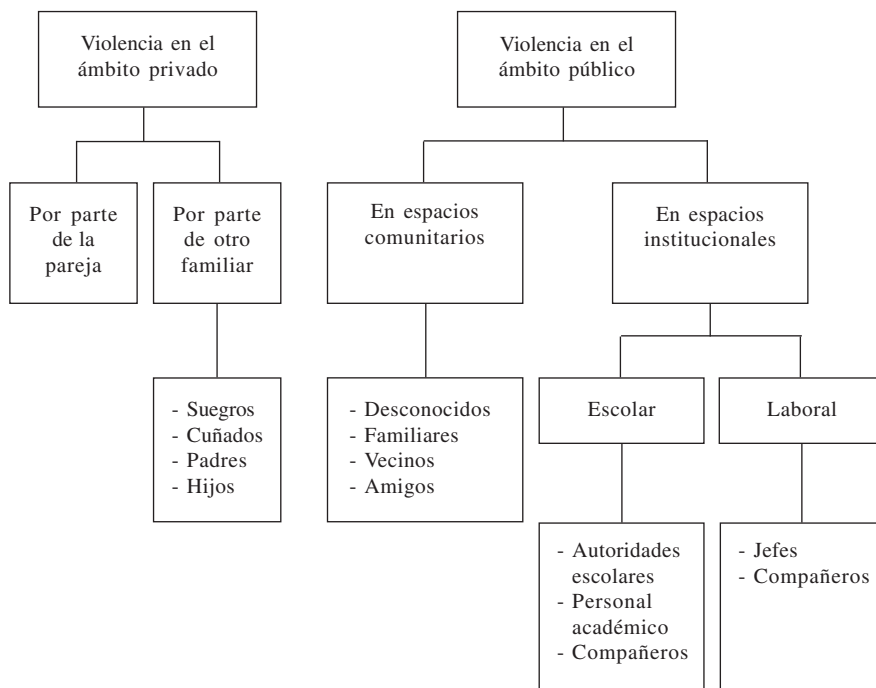 Violencia en el
ámbito privado
Violencia en el
ámbito público
Por parte
de la
pareja
Por parte
de otro
familiar
En espacios
comunitarios
En espacios
institucionales
- Suegros
- Cuñados
- Padres
- Hijos
- Desconocidos
- Familiares
- Vecinos
- Amigos
Escolar
Laboral
- Autoridades
escolares
- Personal
académico
- Compañeros
- Jefes
- Compañeros